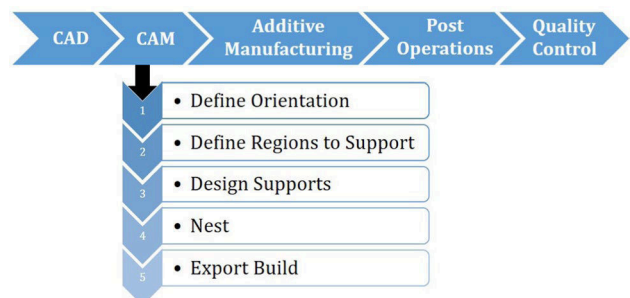 CAD
CAM
Additive
Manufacturing
Post
Operations
Quality
Control
1
• Define Orientation
2
• Define Regions to Support
3
• Design Supports
4
• Nest
5
• Export Build